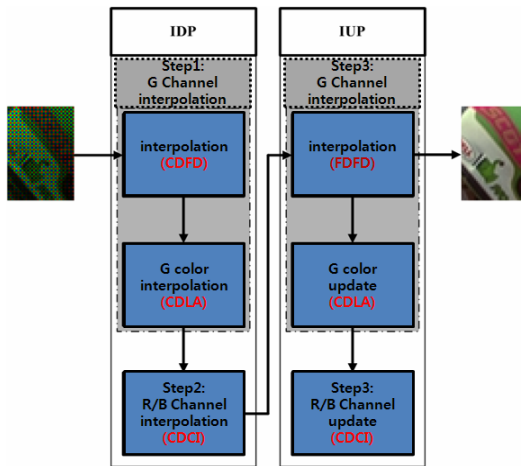 IDP
Step1:
G Channel
interpolation
interpolation
(CDFD)
G color
interpolation
(CDLA)
Step2:
R/B Channel
interpolation
(CDCI)
IUP
Step3:
G Channel
interpolation
interpolation
(FDFD)
G color
update
(CDLA)
Step3:
R/B Channel
update
(CDCI)